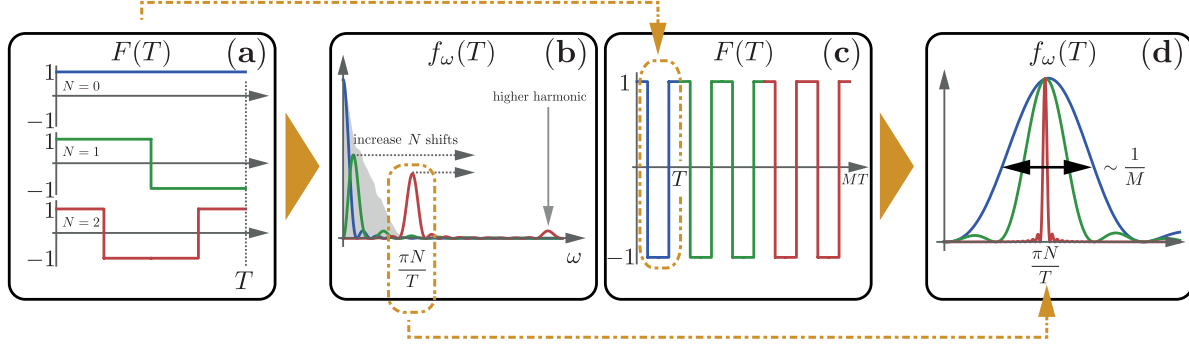 F(T) (a)
1
N = 0
−1
1
N = 1
−1
1
N = 2
−1
T
f_ω(T) (b)
higher harmonic
increase N shifts
ω
πN
T
F(T) (c)
1
T
MT
−1
f_ω(T) (d)
∼ 1
M
πN
T